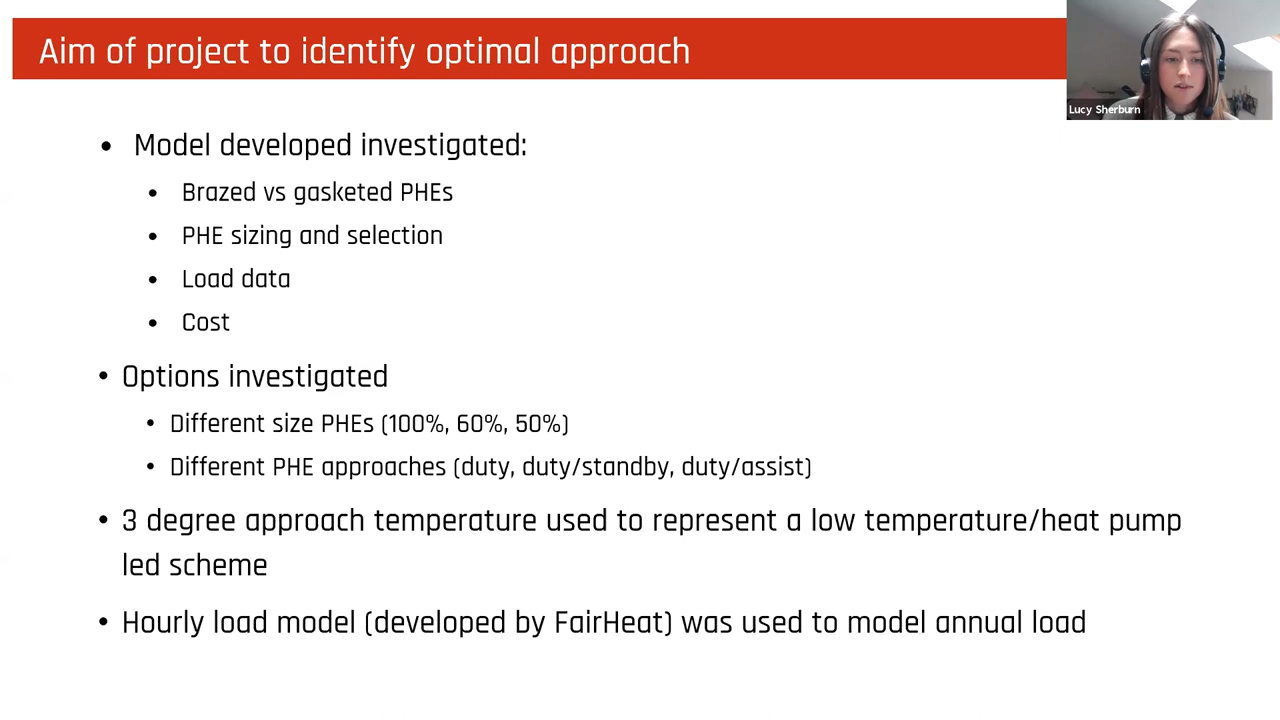 Aim of project to identify optimal approach
Lucy Sherburn
• Model developed investigated:
• Brazed vs gasketed PHEs
• PHE sizing and selection
• Load data
• Cost
• Options investigated
• Different size PHEs (100%, 60%, 50%)
• Different PHE approaches (duty, duty/standby, duty/assist)
• 3 degree approach temperature used to represent a low temperature/heat pump
led scheme
• Hourly load model (developed by FairHeat) was used to model annual load